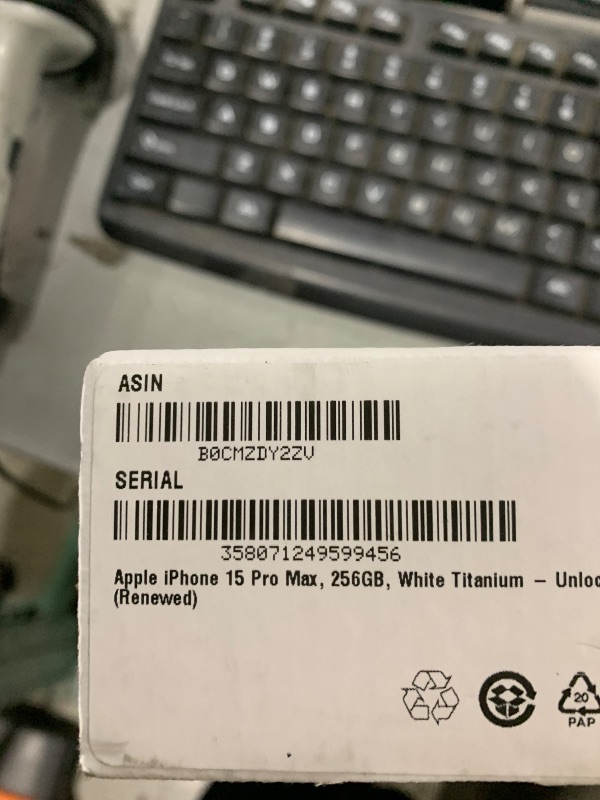 ASIN
B0CMZDY2ZV
SERIAL
358071249599456
Apple iPhone 15 Pro Max, 256GB, White Titanium – Unloc
(Renewed)
20
PAP